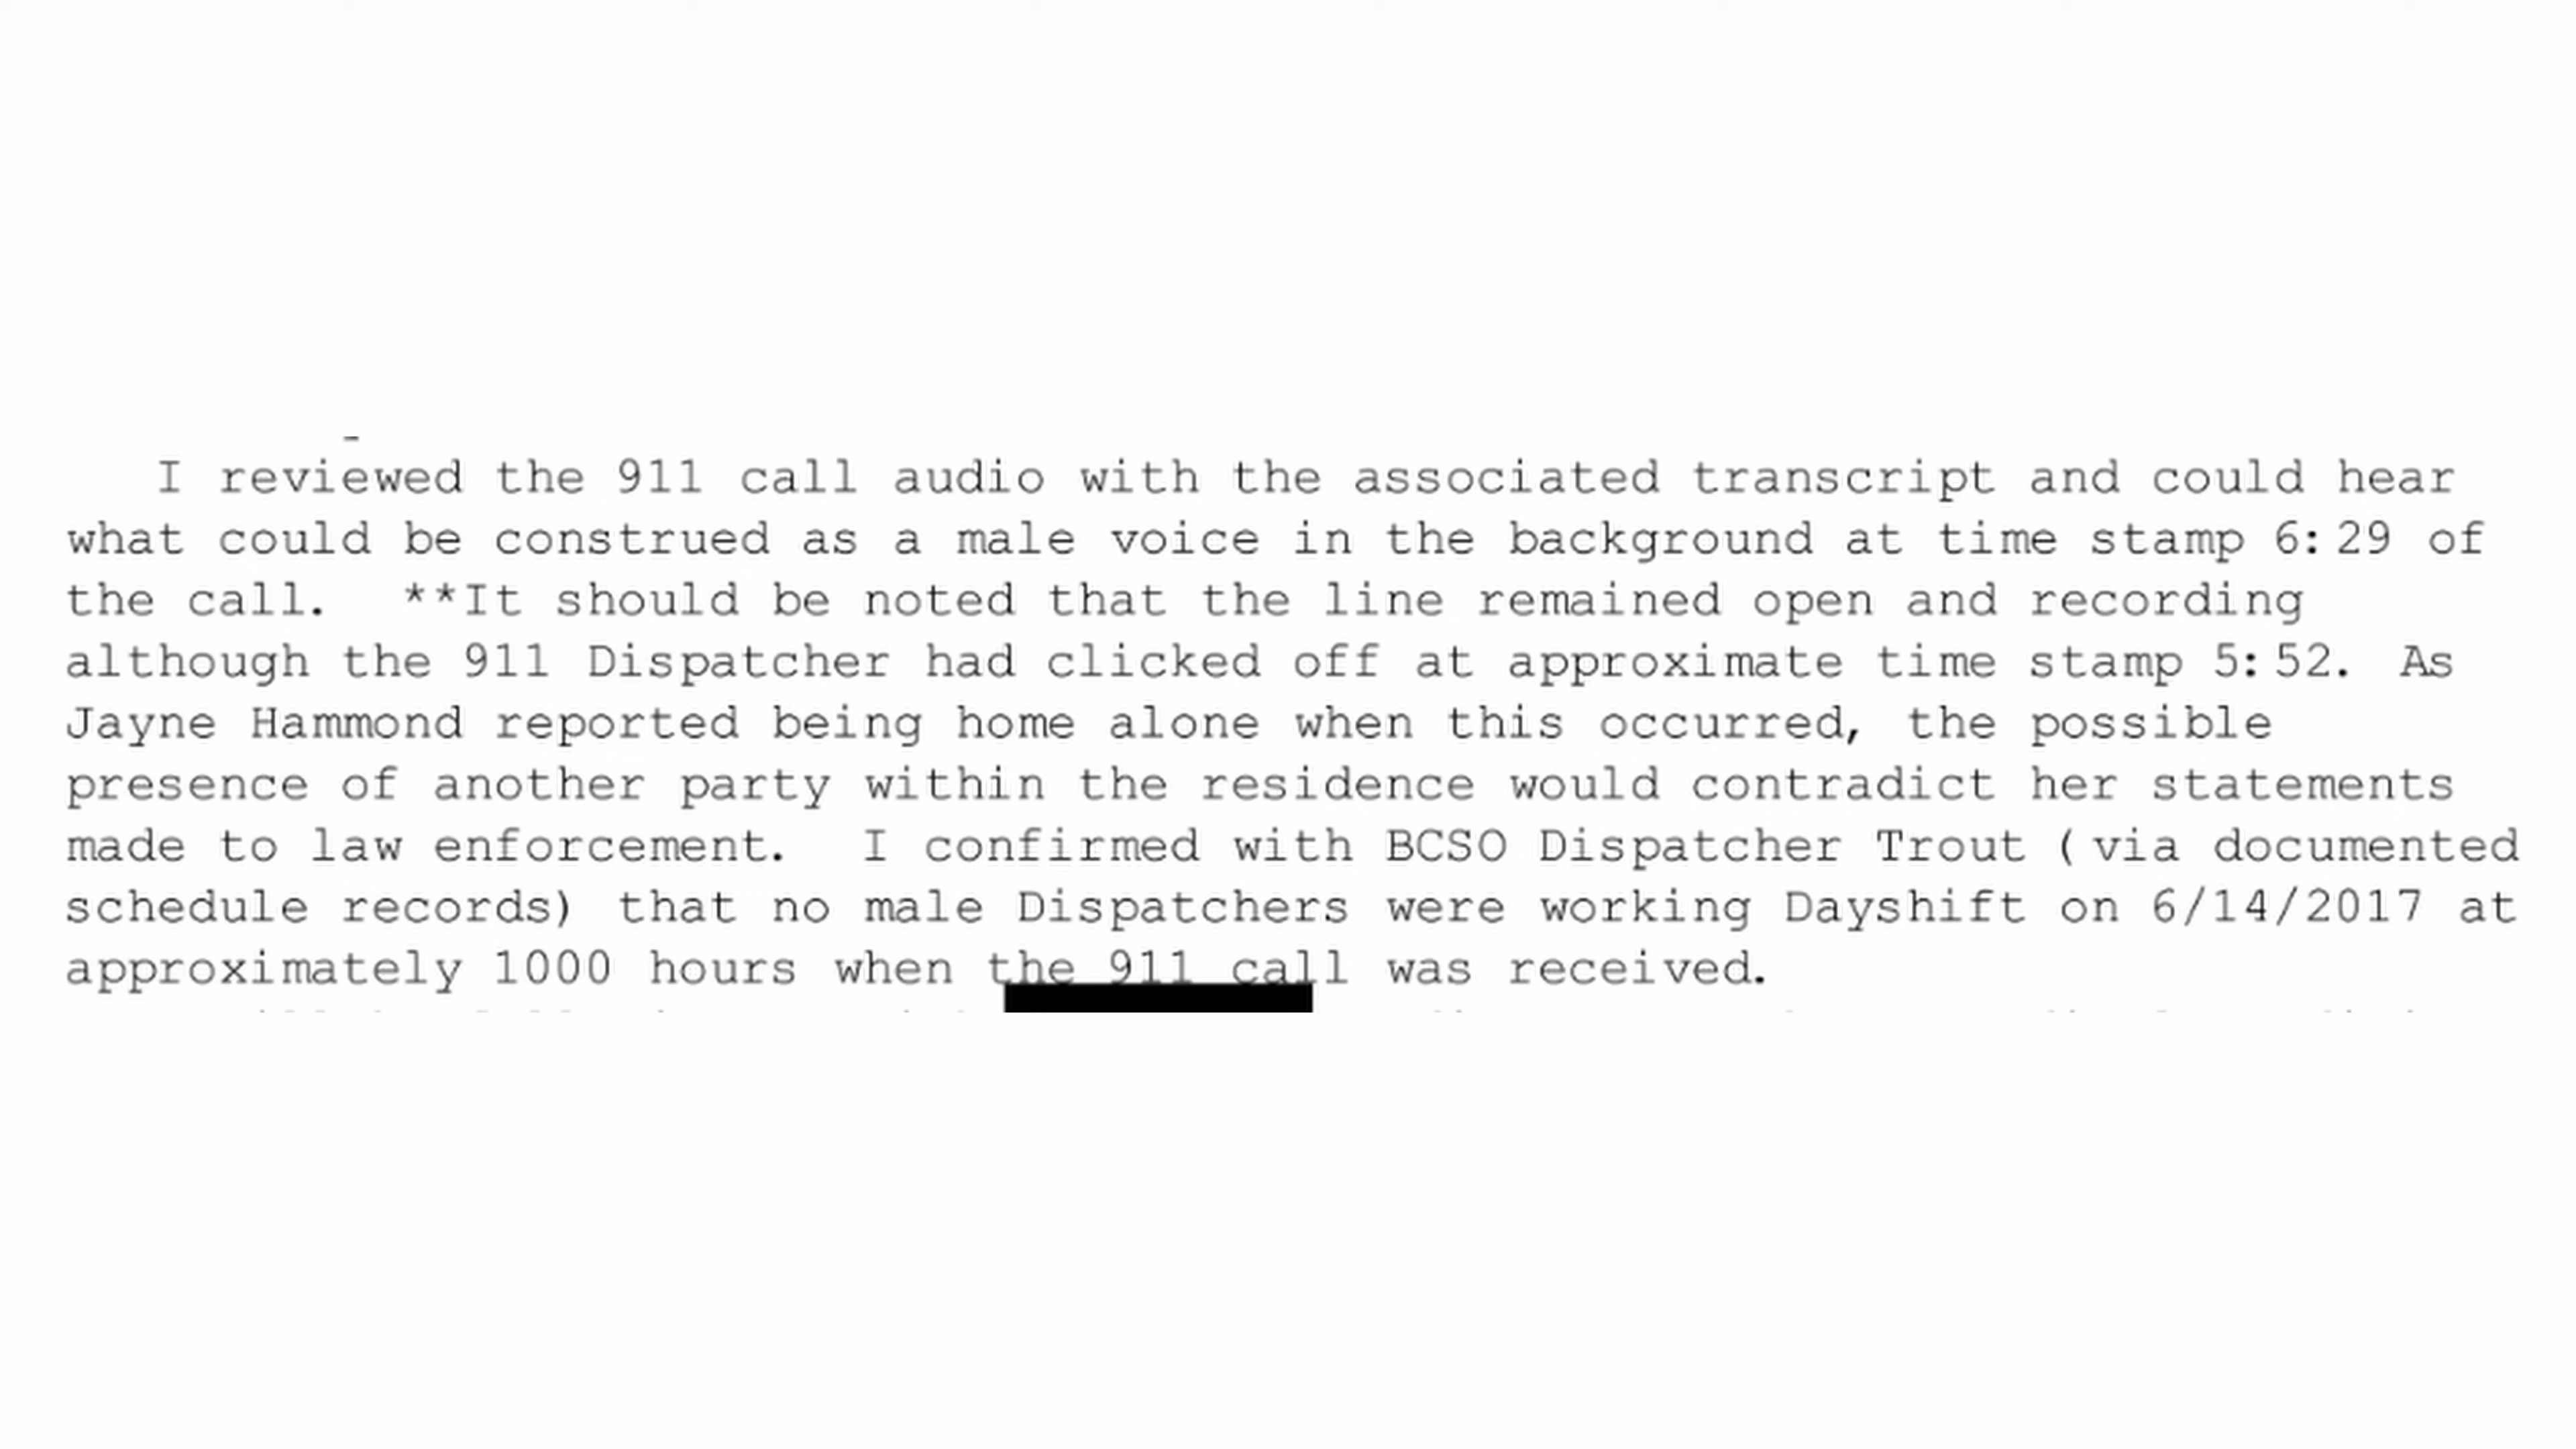 I reviewed the 911 call audio with the associated transcript and could hear
what could be construed as a male voice in the background at time stamp 6:29 of
the call.  **It should be noted that the line remained open and recording
although the 911 Dispatcher had clicked off at approximate time stamp 5:52. As
Jayne Hammond reported being home alone when this occurred, the possible
presence of another party within the residence would contradict her statements
made to law enforcement.  I confirmed with BCSO Dispatcher Trout (via documented
schedule records) that no male Dispatchers were working Dayshift on 6/14/2017 at
approximately 1000 hours when the 911 call was received.